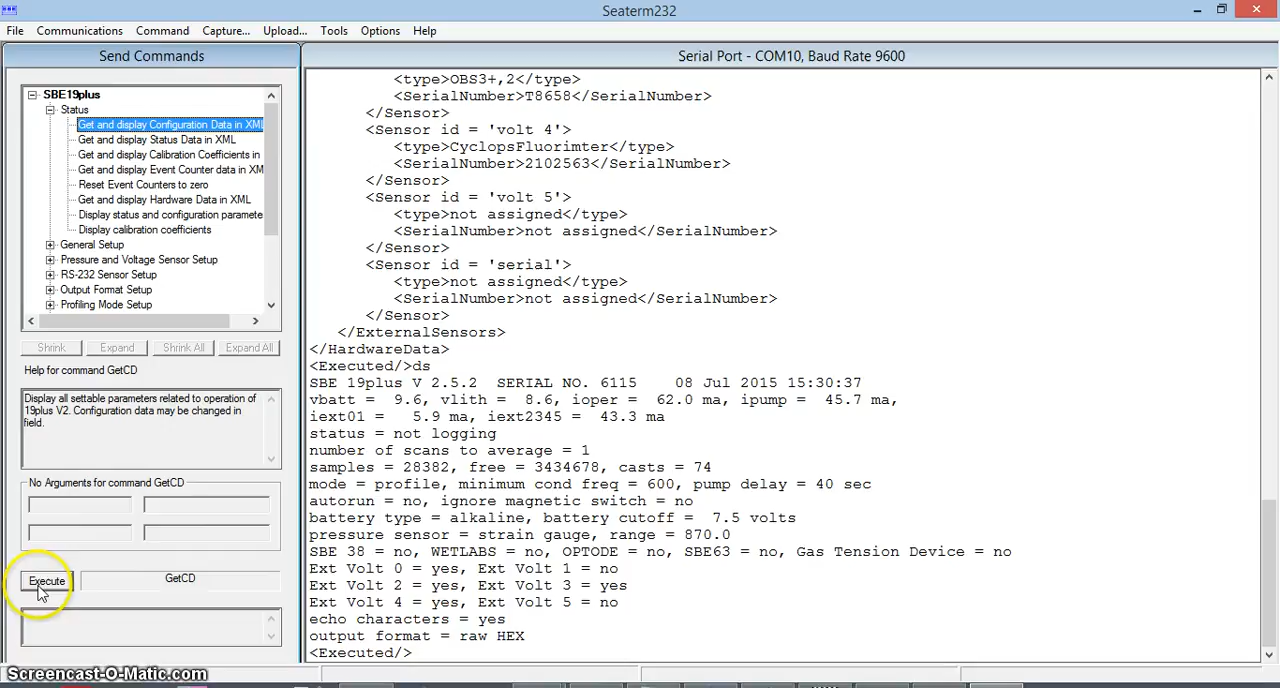 Seaterm232
File Communications Command Capture... Upload... Tools Options Help
Send Commands
SBE19plus
Status
Get and display Configuration Data in XML
Get and display Status Data in XML
Get and display Calibration Coefficients in
Get and display Event Counter data in XM
Reset Event Counters to zero
Get and display Hardware Data in XML
Display status and configuration paramete
Display calibration coefficients
General Setup
Pressure and Voltage Sensor Setup
RS-232 Sensor Setup
Output Format Setup
Profiling Mode Setup
Shrink Expand Shrink All Expand All
Help for command GetCD
Display all settable parameters related to operation of
19plus V2. Configuration data may be changed in
field.
No Arguments for command GetCD
Execute GetCD
Serial Port - COM10, Baud Rate 9600
<type>OBS3+,2</type>
<SerialNumber>T8658</SerialNumber>
</Sensor>
<Sensor id = 'volt 4'>
<type>CyclopsFluorimter</type>
<SerialNumber>2102563</SerialNumber>
</Sensor>
<Sensor id = 'volt 5'>
<type>not assigned</type>
<SerialNumber>not assigned</SerialNumber>
</Sensor>
<Sensor id = 'serial'>
<type>not assigned</type>
<SerialNumber>not assigned</SerialNumber>
</Sensor>
</ExternalSensors>
</HardwareData>
<Executed/>ds
SBE 19plus V 2.5.2 SERIAL NO. 6115 08 Jul 2015 15:30:37
vbatt = 9.6, vlith = 8.6, ioper = 62.0 ma, ipump = 45.7 ma,
iext01 = 5.9 ma, iext2345 = 43.3 ma
status = not logging
number of scans to average = 1
samples = 28382, free = 3434678, casts = 74
mode = profile, minimum cond freq = 600, pump delay = 40 sec
autorun = no, ignore magnetic switch = no
battery type = alkaline, battery cutoff = 7.5 volts
pressure sensor = strain gauge, range = 870.0
SBE 38 = no, WETLABS = no, OPTODE = no, SBE63 = no, Gas Tension Device = no
Ext Volt 0 = yes, Ext Volt 1 = no
Ext Volt 2 = yes, Ext Volt 3 = yes
Ext Volt 4 = yes, Ext Volt 5 = no
echo characters = yes
output format = raw HEX
<Executed/>
Screencast-O-Matic.com